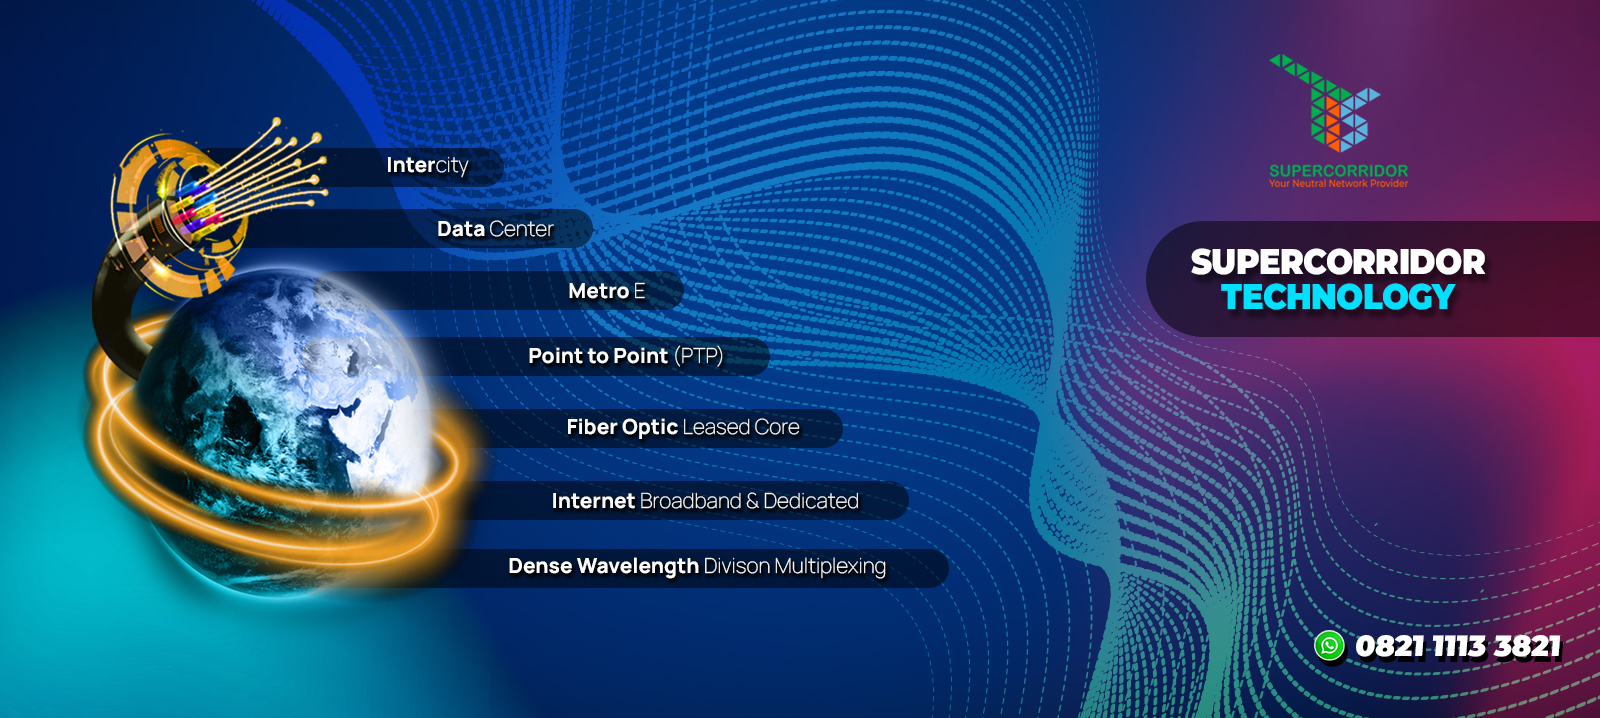 Intercity
Data Center
Metro E
Point to Point (PTP)
Fiber Optic Leased Core
Internet Broadband & Dedicated
Dense Wavelength Divison Multiplexing
SUPERCORRIDOR
Your Neutral Network Provider
SUPERCORRIDOR
TECHNOLOGY
0821 1113 3821